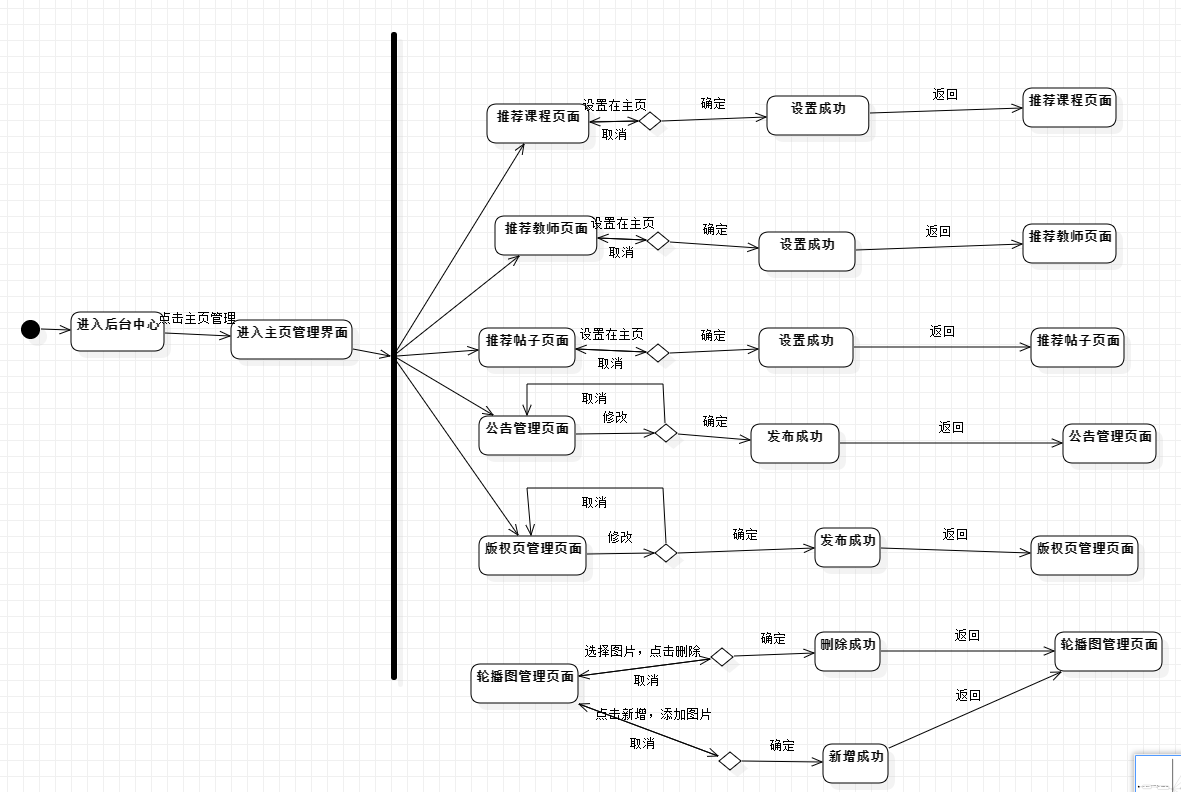 推荐课程页面
设置在主页
取消
确定
设置成功
返回
推荐课程页面
推荐教师页面
设置在主页
取消
确定
设置成功
返回
推荐教师页面
进入后台中心
点击主页管理
进入主页管理界面
推荐帖子页面
设置在主页
取消
确定
设置成功
返回
推荐帖子页面
公告管理页面
取消
修改
确定
发布成功
返回
公告管理页面
版权页管理页面
取消
修改
确定
发布成功
返回
版权页管理页面
轮播图管理页面
选择图片，点击删除
取消
确定
删除成功
返回
轮播图管理页面
点击新增，添加图片
取消
确定
新增成功
返回